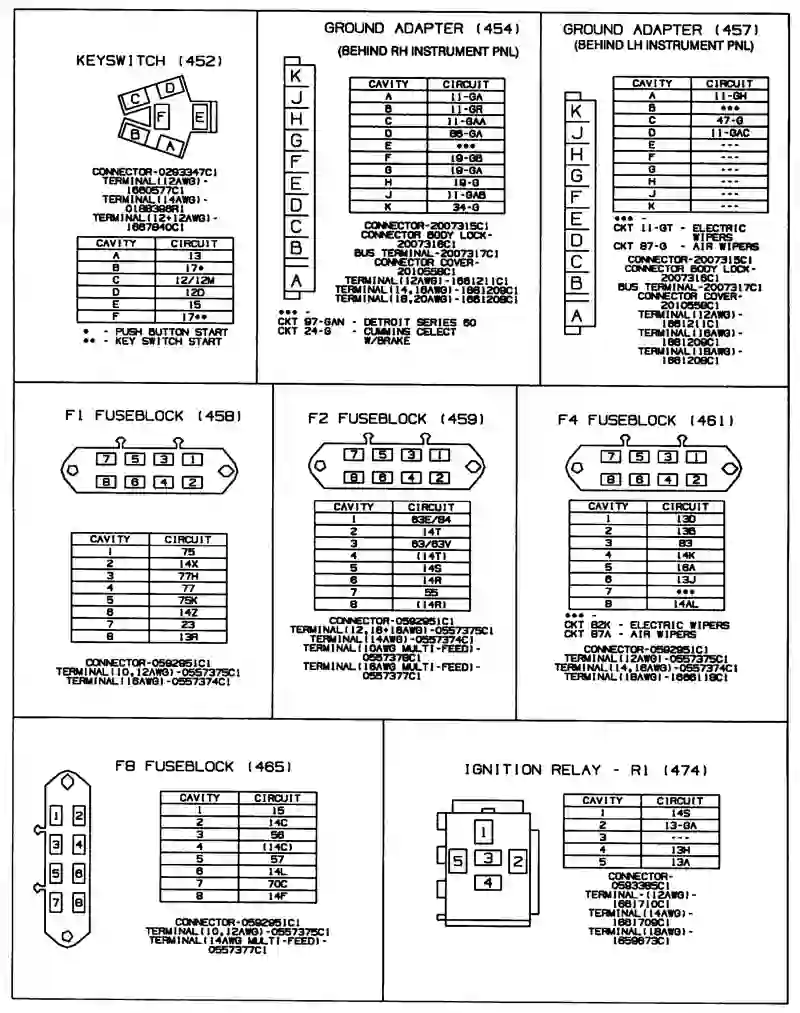 KEYSWITCH (452)
C D
F E
B A
CONNECTOR-0293347C1
TERMINAL(12AWG)-
1660577C1
TERMINAL(14AWG)-
0188398R1
TERMINAL(12+12AWG)-
1667840C1
CAVITY CIRCUIT
A 13
B 17*
C 12/12M
D 12D
E 15
F 17**
* - PUSH BUTTON START
** - KEY SWITCH START
GROUND ADAPTER (454)
(BEHIND RH INSTRUMENT PNL)
K
J
H
G
F
E
D
C
B
A
CAVITY CIRCUIT
A 11-GA
B 11-GR
C 11-GAA
D 86-GA
E ***
F 19-GB
G 19-GA
H 19-G
J 11-GAB
K 34-G
CONNECTOR-2007315C1
CONNECTOR BODY LOCK-
2007316C1
BUS TERMINAL-2007317C1
CONNECTOR COVER-
2010558C1
TERMINAL(12AWG)-1661211C1
TERMINAL(14,16AWG)-1661209C1
TERMINAL(18,20AWG)-1661208C1
*** -
CKT 97-GAN - DETROIT SERIES 60
CKT 24-G - CUMMINS CELECT
W/BRAKE
GROUND ADAPTER (457)
(BEHIND LH INSTRUMENT PNL)
K
J
H
G
F
E
D
C
B
A
CAVITY CIRCUIT
A 11-GH
B ***
C 47-G
D 11-GAC
E ---
F ---
G ---
H ---
J ---
K ---
*** -
CKT 11-GT - ELECTRIC
WIPERS
CKT 87-G - AIR WIPERS
CONNECTOR-2007315C1
CONNECTOR BODY LOCK-
2007316C1
BUS TERMINAL-2007317C1
CONNECTOR COVER-
2010558C1
TERMINAL(12AWG)-
1661211C1
TERMINAL(16AWG)-
1661209C1
TERMINAL(18AWG)-
1661208C1
F1 FUSEBLOCK (458)
7 5 3 1
8 6 4 2
CAVITY CIRCUIT
1 75
2 14X
3 77H
4 77
5 75K
6 14Z
7 23
8 13R
CONNECTOR-0592951C1
TERMINAL(10,12AWG)-0557375C1
TERMINAL(16AWG)-0557374C1
F2 FUSEBLOCK (459)
7 5 3 1
8 6 4 2
CAVITY CIRCUIT
1 63E/64
2 14T
3 63/63V
4 (14T)
5 14S
6 14R
7 55
8 (14R)
CONNECTOR-0592951C1
TERMINAL(12,16+16AWG)-0557375C1
TERMINAL(14AWG)-0557374C1
TERMINAL(10AWG MULTI-FEED)-
0557378C1
TERMINAL(16AWG MULTI-FEED)-
0557377C1
F4 FUSEBLOCK (461)
7 5 3 1
8 6 4 2
CAVITY CIRCUIT
1 13D
2 13B
3 83
4 14K
5 16A
6 13J
7 ***
8 14AL
*** -
CKT 82K - ELECTRIC WIPERS
CKT 87A - AIR WIPERS
CONNECTOR-0592951C1
TERMINAL(12AWG)-0557375C1
TERMINAL(14,16AWG)-0557374C1
TERMINAL(18AWG)-1666118C1
F8 FUSEBLOCK (465)
1 2
3 4
5 6
7 8
CAVITY CIRCUIT
1 15
2 14C
3 56
4 (14C)
5 57
6 14L
7 70C
8 14F
CONNECTOR-0592951C1
TERMINAL(10,12AWG)-0557375C1
TERMINAL(14AWG MULTI-FEED)-
0557377C1
IGNITION RELAY - R1 (474)
1
5 3 2
4
CAVITY CIRCUIT
1 14S
2 13-GA
3 ---
4 13H
5 13A
CONNECTOR-
0593385C1
TERMINAL-(12AWG)-
1661710C1
TERMINAL(14AWG)-
1661709C1
TERMINAL(18AWG)-
1659873C1